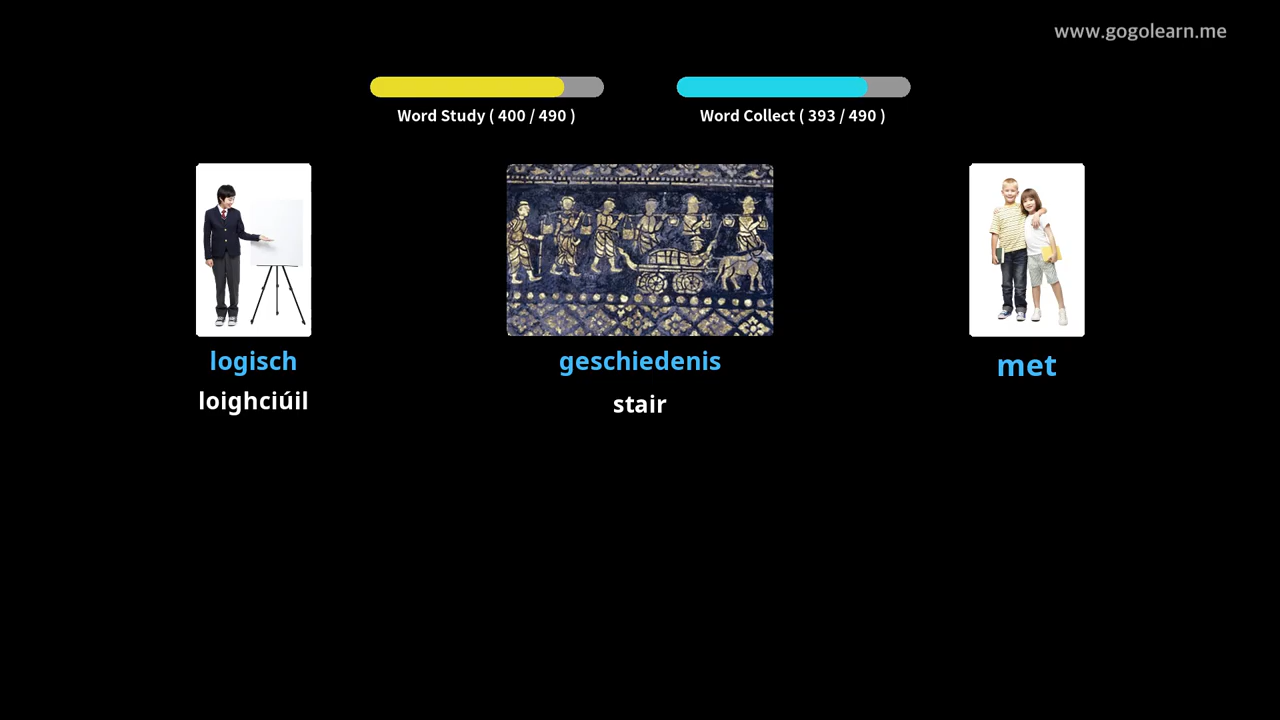 www.gogolearn.me
Word Study ( 400 / 490 )
Word Collect ( 393 / 490 )
logisch
loighciúil
geschiedenis
stair
met